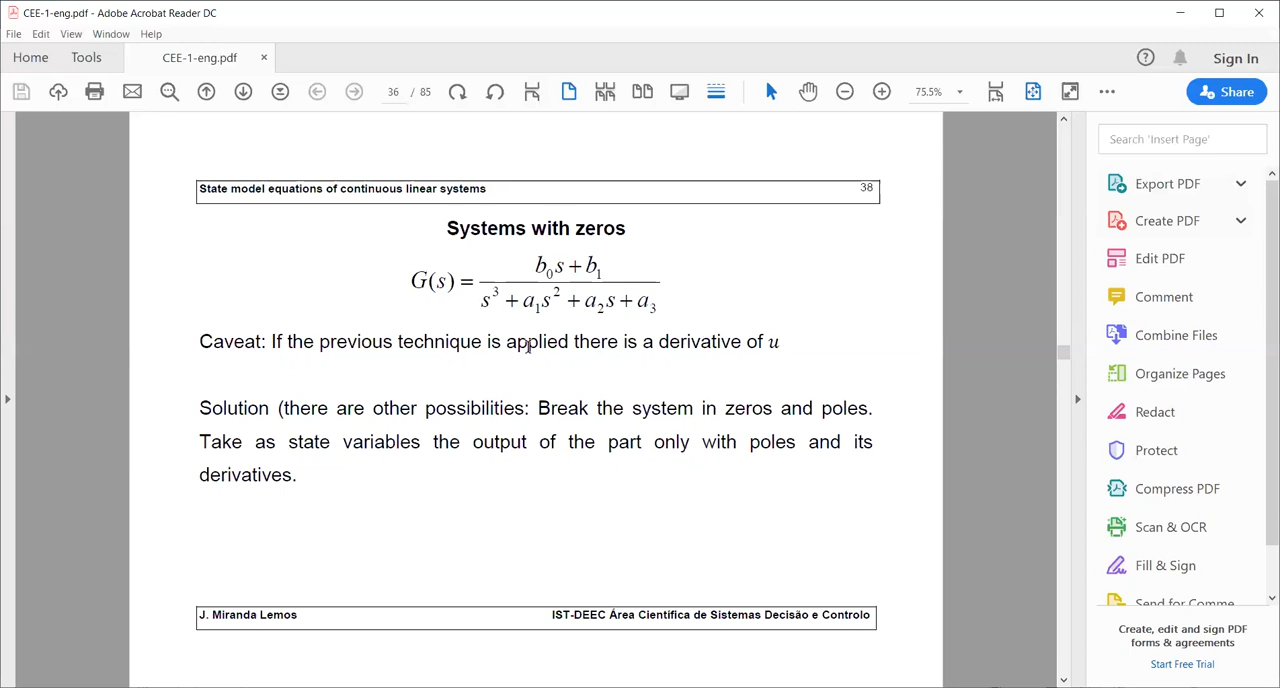 CEE-1-eng.pdf - Adobe Acrobat Reader DC
File Edit View Window Help
Home Tools CEE-1-eng.pdf × Sign In
36 / 85 75.5% Share
Search 'Insert Page'
Export PDF
Create PDF
Edit PDF
Comment
Combine Files
Organize Pages
Redact
Protect
Compress PDF
Scan & OCR
Fill & Sign
Send for Comme
Create, edit and sign PDF
forms & agreements
Start Free Trial
State model equations of continuous linear systems 38
Systems with zeros
G(s) = (b₀s + b₁) / (s³ + a₁s² + a₂s + a₃)
Caveat: If the previous technique is applied there is a derivative of u
Solution (there are other possibilities: Break the system in zeros and poles.
Take as state variables the output of the part only with poles and its
derivatives.
J. Miranda Lemos IST-DEEC Área Científica de Sistemas Decisão e Controlo